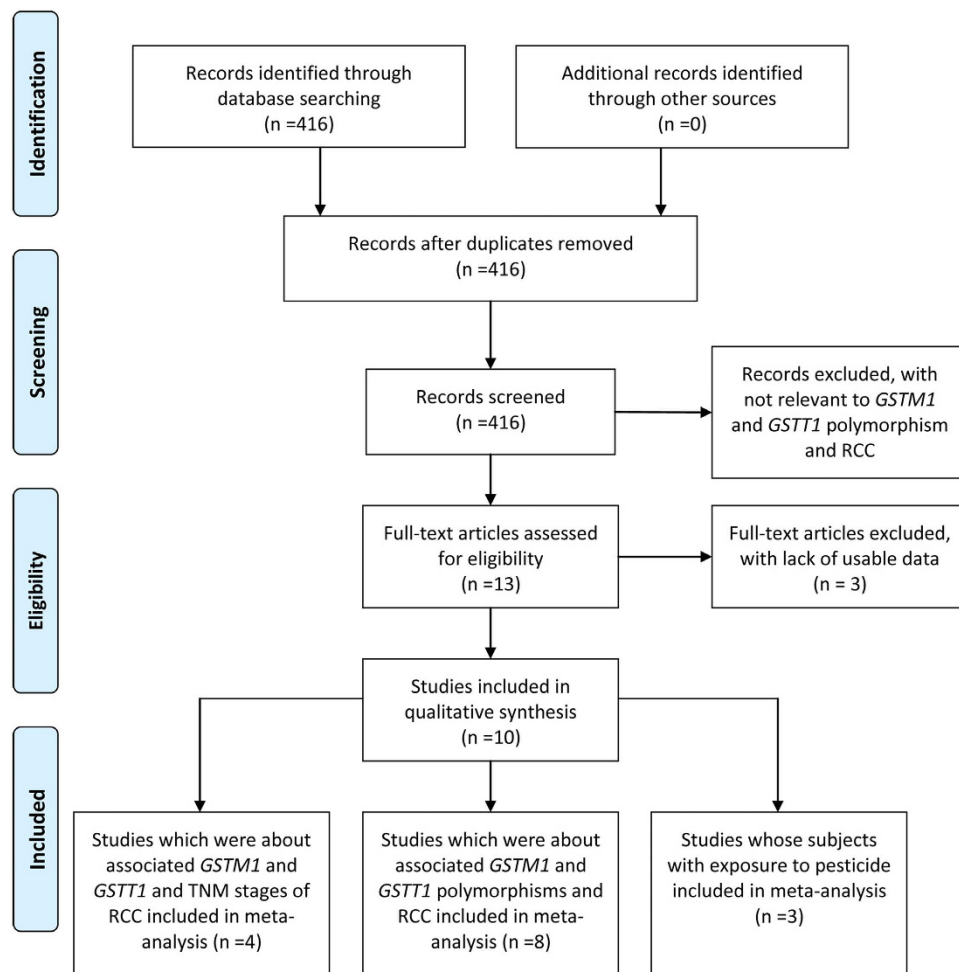 Identification
Records identified through
database searching
(n =416)
Additional records identified
through other sources
(n =0)
Records after duplicates removed
(n =416)
Screening
Records screened
(n =416)
Records excluded, with
not relevant to GSTM1
and GSTT1 polymorphism
and RCC
Eligibility
Full-text articles assessed
for eligibility
(n =13)
Full-text articles excluded,
with lack of usable data
(n = 3)
Studies included in
qualitative synthesis
(n =10)
Included
Studies which were about
associated GSTM1 and
GSTT1 and TNM stages of
RCC included in meta-
analysis (n =4)
Studies which were about
associated GSTM1 and
GSTT1 polymorphisms and
RCC included in meta-
analysis (n =8)
Studies whose subjects
with exposure to pesticide
included in meta-analysis
(n =3)